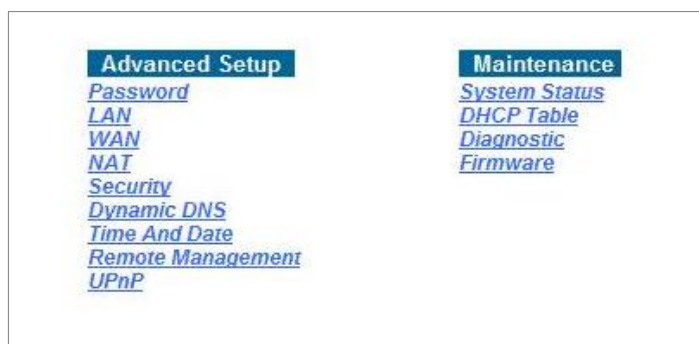 Advanced Setup
Password
LAN
WAN
NAT
Security
Dynamic DNS
Time And Date
Remote Management
UPnP
Maintenance
System Status
DHCP Table
Diagnostic
Firmware